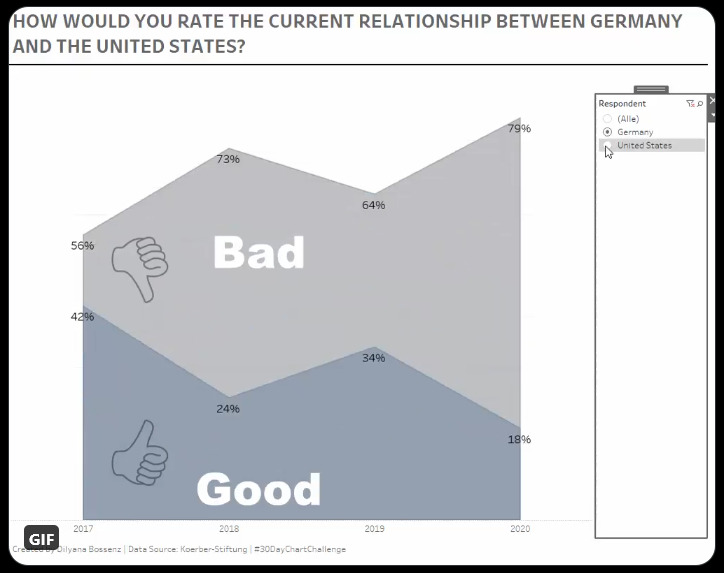 HOW WOULD YOU RATE THE CURRENT RELATIONSHIP BETWEEN GERMANY
AND THE UNITED STATES?
Respondent
(Alle)
Germany
United States
79%
73%
64%
56%
Bad
42%
34%
24%
18%
Good
2017
2018
2019
2020
GIF
Created by Dilyana Bossenz | Data Source: Koerber-Stiftung | #30DayChartChallenge